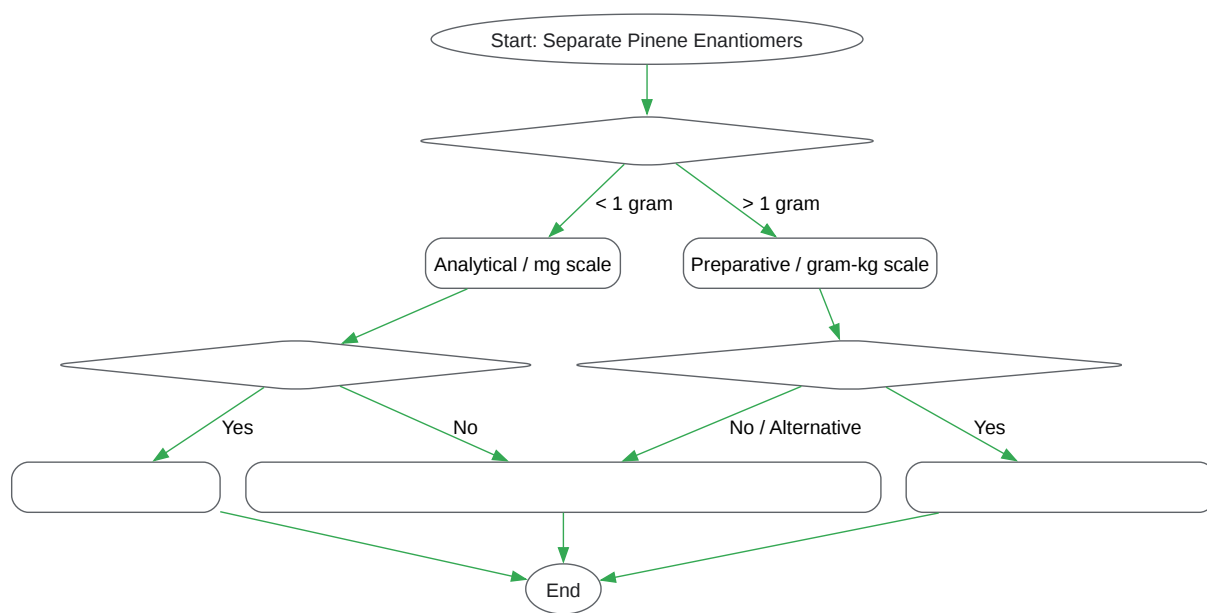 Start: Separate Pinene Enantiomers
< 1 gram
> 1 gram
Analytical / mg scale
Preparative / gram-kg scale
Yes
No
No / Alternative
Yes
End